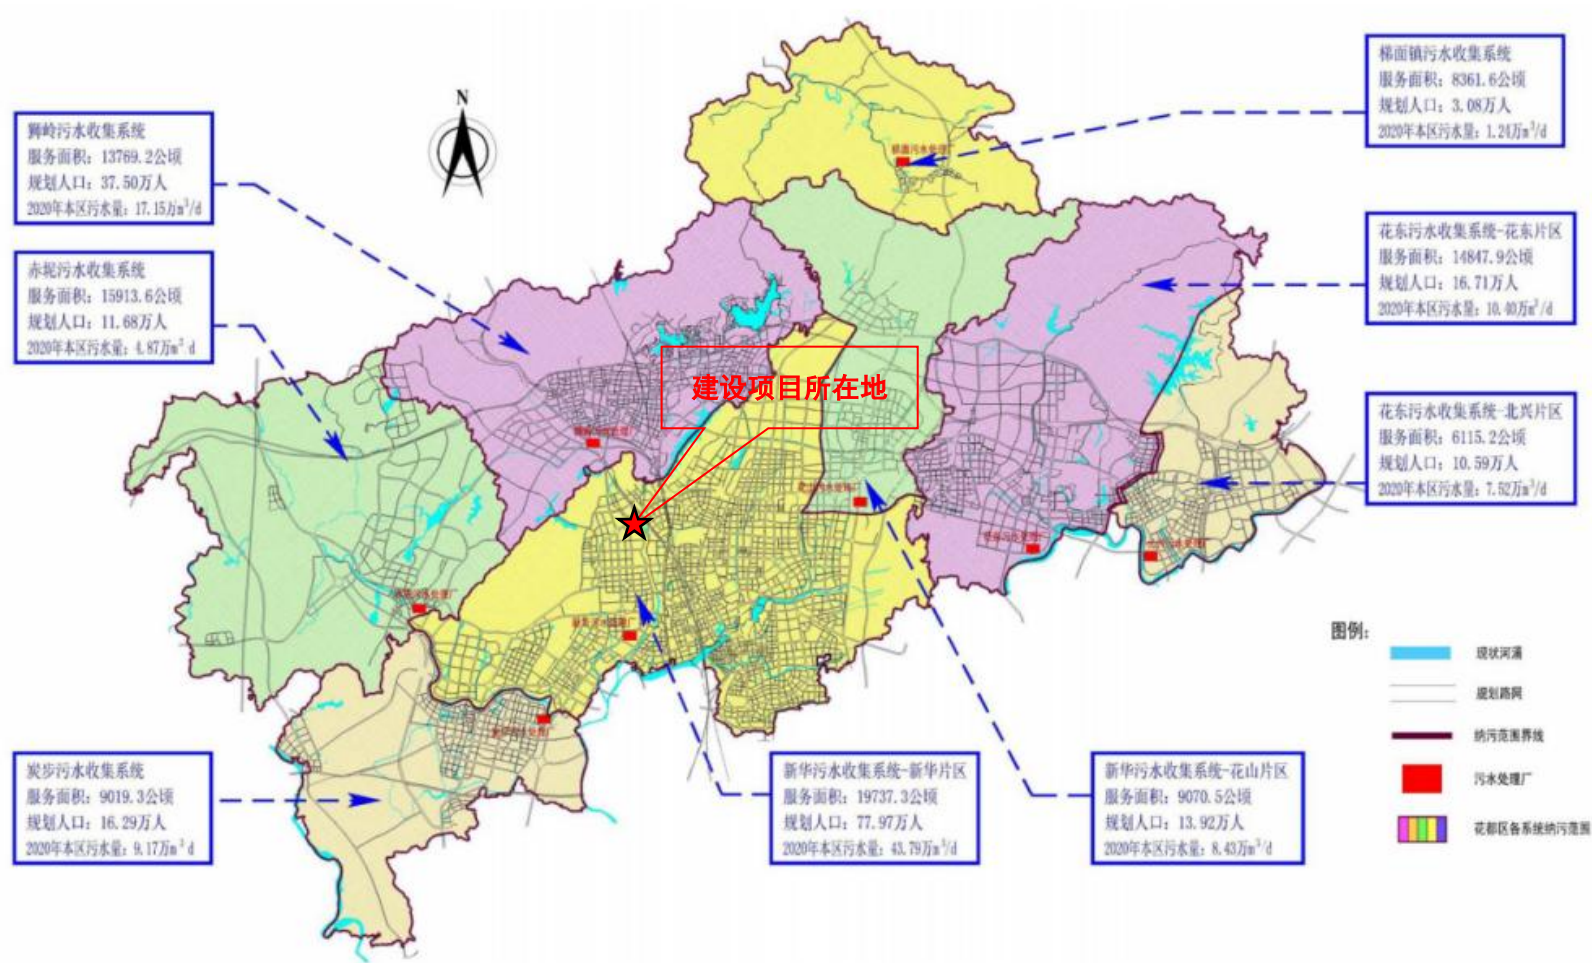 梯面镇污水收集系统
服务面积：8361.6公顷
规划人口：3.08万人
2020年本区污水量：1.24万m³/d
N
狮岭污水收集系统
服务面积：13769.2公顷
规划人口：37.50万人
2020年本区污水量：17.15万m³/d
花东污水收集系统-花东片区
服务面积：14847.9公顷
规划人口：16.71万人
2020年本区污水量：10.40万m³/d
赤坭污水收集系统
服务面积：15913.6公顷
规划人口：11.68万人
2020年本区污水量：4.87万m³ d
建设项目所在地
花东污水收集系统-北兴片区
服务面积：6115.2公顷
规划人口：10.59万人
2020年本区污水量：7.52万m³/d
图例：
现状河涌
规划路网
纳污范围界线
污水处理厂
花都区各系统纳污范围
炭步污水收集系统
服务面积：9019.3公顷
规划人口：16.29万人
2020年本区污水量：9.17万m³ d
新华污水收集系统-新华片区
服务面积：19737.3公顷
规划人口：77.97万人
2020年本区污水量：43.79万m³/d
新华污水收集系统-花山片区
服务面积：9070.5公顷
规划人口：13.92万人
2020年本区污水量：8.43万m³/d